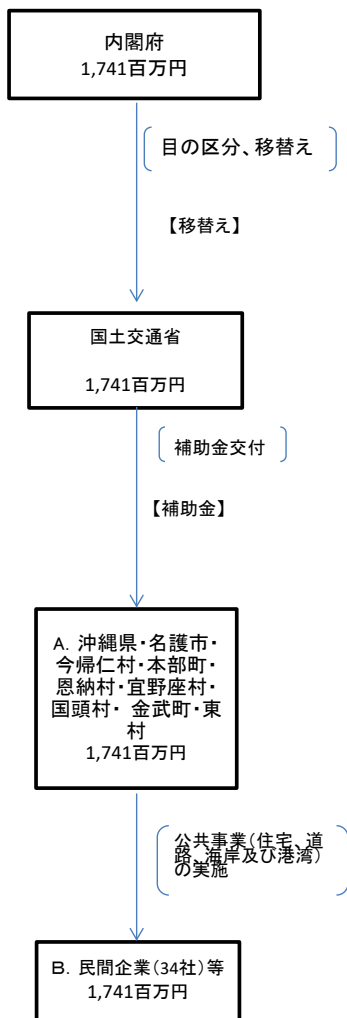 内閣府
1,741百万円
目の区分、移替え
【移替え】
国土交通省
1,741百万円
補助金交付
【補助金】
A. 沖縄県・名護市・
今帰仁村・本部町・
恩納村・宜野座村・
国頭村・ 金武町・東
村
1,741百万円
公共事業(住宅、道
路、海岸及び港湾)
の実施
B. 民間企業(34社)等
1,741百万円